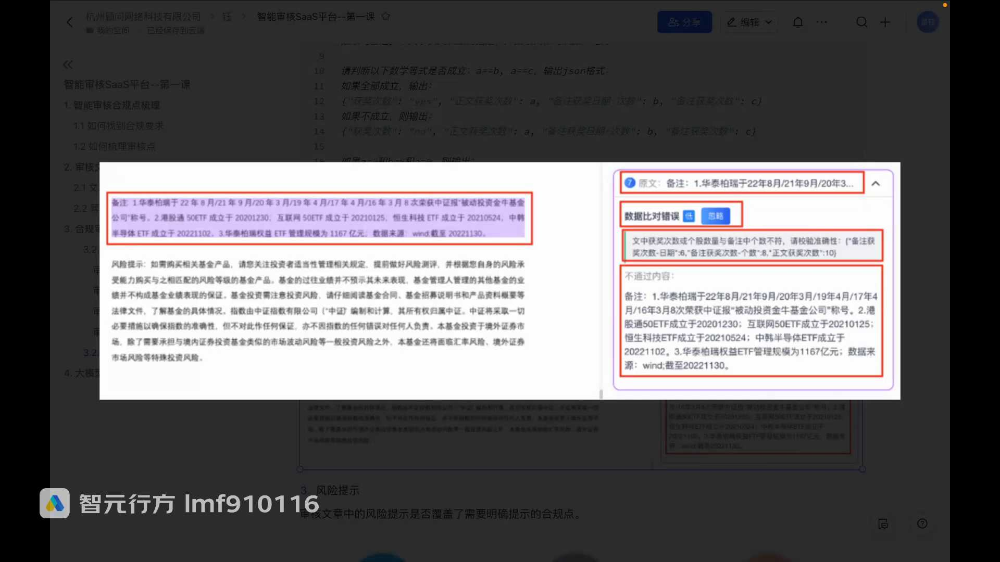 杭州顾问网络科技有限公司 > 钰 > 智能审核SaaS平台--第一课
我的空间 已经保存到云端
分享
编辑
智能审核SaaS平台--第一课
1. 智能审核合规点梳理
1.1 如何找到合规要求
1.2 如何梳理审核点
2. 审核
2.1 文
2.2
3. 合规
3.2
3.2.
4. 大模型
9
10 请判断以下数学等式是否成立：a==b, a==c，输出json格式：
11 如果全部成立，输出：
12 {"获奖次数": "yes", "正文获奖次数": a, "备注获奖日期-次数": b, "备注获奖次数": c}
13 如果不成立，则输出：
14 {"获奖次数": "no", "正文获奖次数": a, "备注获奖日期-次数": b, "备注获奖次数": c}
15
备注：1.华泰柏瑞于 22 年 8 月/21 年 9 月/20 年 3 月/19 年 4 月/17 年 4 月/16 年 3 月 8 次荣获中证报“被动投资金牛基金
公司”称号。2.港股通 50ETF 成立于 20201230；互联网 50ETF 成立于 20210125；恒生科技 ETF 成立于 20210524，中韩
半导体 ETF 成立于 20221102。3.华泰柏瑞权益 ETF 管理规模为 1167 亿元；数据来源：wind;截至 20221130。
风险提示：如需购买相关基金产品，请您关注投资者适当性管理相关规定，提前做好风险测评，并根据您自身的风险承
受能力购买与之相匹配的风险等级的基金产品。基金的过往业绩并不预示其未来表现，基金管理人管理的其他基金的业
绩并不构成基金业绩表现的保证。基金投资需注意投资风险，请仔细阅读基金合同、基金招募说明书和产品资料概要等
法律文件，了解基金的具体情况。指数由中证指数有限公司（“中证” 编制和计算，其所有权归属中证。中证将采取一切
必要措施以确保指数的准确性，但不对此作任何保证，亦不因指数的任何错误对任何人负责。本基金投资于境外证券市
场，除了需要承担与境内证券投资基金类似的市场波动风险等一般投资风险之外，本基金还将面临汇率风险、境外证券
市场风险等特殊投资风险。
7 原文： 备注：1.华泰柏瑞于22年8月/21年9月/20年3...
数据比对错误 低 忽略
文中获奖次数或个股数量与备注中个数不符，请校验准确性：{"备注获
奖次数-日期":6,"备注获奖次数-个数":8,"正文获奖次数":10}
不通过内容：
备注：1.华泰柏瑞于22年8月/21年9月/20年3月/19年4月/17年4
月/16年3月8次荣获中证报“被动投资金牛基金公司”称号。2.港
股通50ETF成立于20201230；互联网50ETF成立于20210125；
恒生科技ETF成立于20210524；中韩半导体ETF成立于
20221102。3.华泰柏瑞权益ETF管理规模为1167亿元；数据来
源：wind;截至20221130。
3. 风险提示
审核文章中的风险提示是否覆盖了需要明确提示的合规点。
智元行方 lmf910116